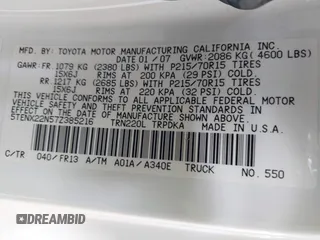 MFD. BY: TOYOTA MOTOR MANUFACTURING CALIFORNIA INC.
DATE 01/07 GVWR: 2086 KG(4600 LBS)
GAWR: FR. 1079 KG (2380 LBS) WITH P215/70R15 TIRES
15X6J RIMS AT 200 KPA (29 PSI) COLD.
RR. 1217 KG (2685 LBS) WITH P215/70R15 TIRES
15X6J RIMS AT 220 KPA (32 PSI) COLD.
THIS VEHICLE CONFORMS TO ALL APPLICABLE
FEDERAL MOTOR VEHICLE SAFETY
STANDARDS IN EFFECT ON THE DATE
OF MANUFACTURE SHOWN ABOVE.
5TENX22N57Z385216 TRN220L TRPDKA MADE IN U.S.A.
C/TR 040/FR13 A/TM A01A/A340E TRUCK NO. 550
DEALER AUCTION